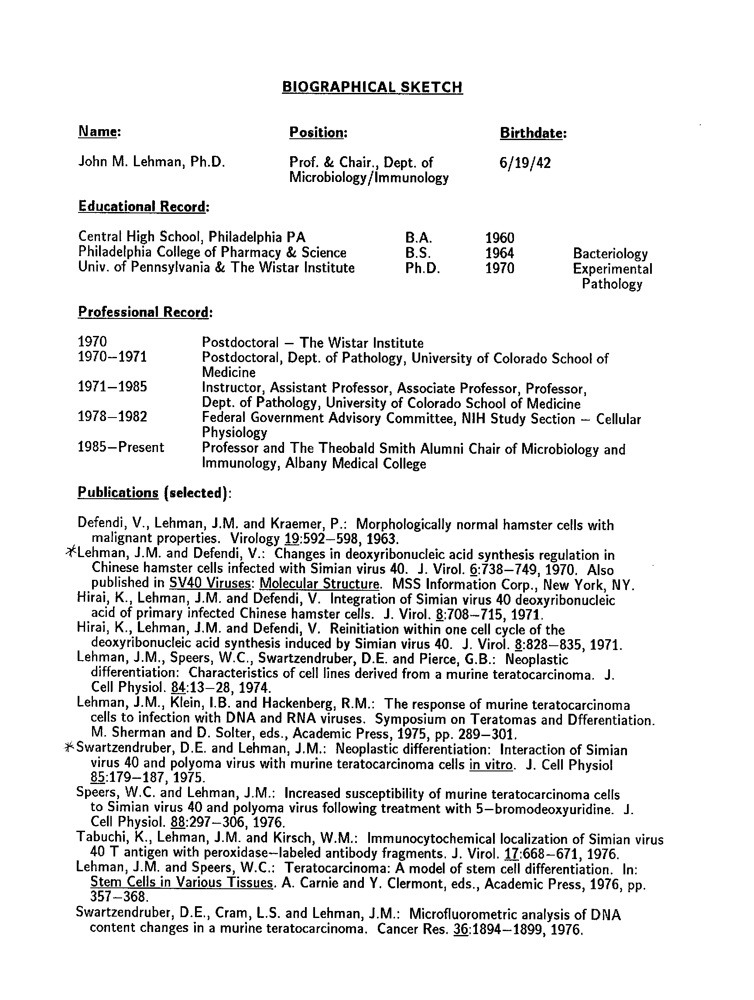 BIOGRAPHICAL SKETCH
Name: Position: Birthdate:
John M. Lehman, Ph.D. Prof. & Chair., Dept. of 6/19/42
Microbiology/Immunology
Educational Record:
Central High School, Philadelphia PA B.A. 1960
Philadelphia College of Pharmacy & Science B.S. 1964 Bacteriology
Univ. of Pennsylvania & The Wistar Institute Ph.D. 1970 Experimental
Pathology
Professional Record:
1970 Postdoctoral — The Wistar Institute
1970—1971 Postdoctoral, Dept. of Pathology, University of Colorado School of
Medicine
1971—1985 Instructor, Assistant Professor, Associate Professor, Professor,
Dept. of Pathology, University of Colorado School of Medicine
1978—1982 Federal Government Advisory Committee, NIH Study Section — Cellular
Physiology
1985—Present Professor and The Theobald Smith Alumni Chair of Microbiology and
Immunology, Albany Medical College
Publications (selected):
Defendi, V., Lehman, J.M. and Kraemer, P.: Morphologically normal hamster cells with
malignant properties. Virology 19:592—598, 1963.
*Lehman, J.M. and Defendi, V.: Changes in deoxyribonucleic acid synthesis regulation in
Chinese hamster cells infected with Simian virus 40. J. Virol. 6:738—749, 1970. Also
published in SV40 Viruses: Molecular Structure. MSS Information Corp., New York, NY.
Hirai, K., Lehman, J.M. and Defendi, V. Integration of Simian virus 40 deoxyribonucleic
acid of primary infected Chinese hamster cells. J. Virol. 8:708—715, 1971.
Hirai, K., Lehman, J.M. and Defendi, V. Reinitiation within one cell cycle of the
deoxyribonucleic acid synthesis induced by Simian virus 40. J. Virol. 8:828—835, 1971.
Lehman, J.M., Speers, W.C., Swartzendruber, D.E. and Pierce, G.B.: Neoplastic
differentiation: Characteristics of cell lines derived from a murine teratocarcinoma. J.
Cell Physiol. 84:13—28, 1974.
Lehman, J.M., Klein, I.B. and Hackenberg, R.M.: The response of murine teratocarcinoma
cells to infection with DNA and RNA viruses. Symposium on Teratomas and Dfferentiation.
M. Sherman and D. Solter, eds., Academic Press, 1975, pp. 289—301.
*Swartzendruber, D.E. and Lehman, J.M.: Neoplastic differentiation: Interaction of Simian
virus 40 and polyoma virus with murine teratocarcinoma cells in vitro. J. Cell Physiol
85:179—187, 1975.
Speers, W.C. and Lehman, J.M.: Increased susceptibility of murine teratocarcinoma cells
to Simian virus 40 and polyoma virus following treatment with 5—bromodeoxyuridine. J.
Cell Physiol. 88:297—306, 1976.
Tabuchi, K., Lehman, J.M. and Kirsch, W.M.: Immunocytochemical localization of Simian virus
40 T antigen with peroxidase—labeled antibody fragments. J. Virol. 17:668—671, 1976.
Lehman, J.M. and Speers, W.C.: Teratocarcinoma: A model of stem cell differentiation. In:
Stem Cells in Various Tissues. A. Carnie and Y. Clermont, eds., Academic Press, 1976, pp.
357—368.
Swartzendruber, D.E., Cram, L.S. and Lehman, J.M.: Microfluorometric analysis of DNA
content changes in a murine teratocarcinoma. Cancer Res. 36:1894—1899, 1976.